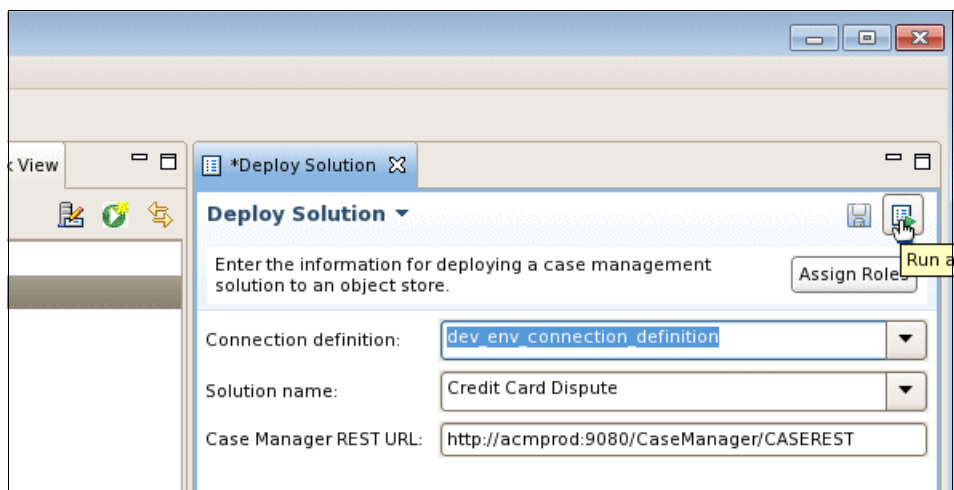 View
*Deploy Solution
Deploy Solution
Enter the information for deploying a case management
solution to an object store.
Assign Roles
Run a
Connection definition:
dev_env_connection_definition
Solution name:
Credit Card Dispute
Case Manager REST URL:
http://acmprod:9080/CaseManager/CASEREST